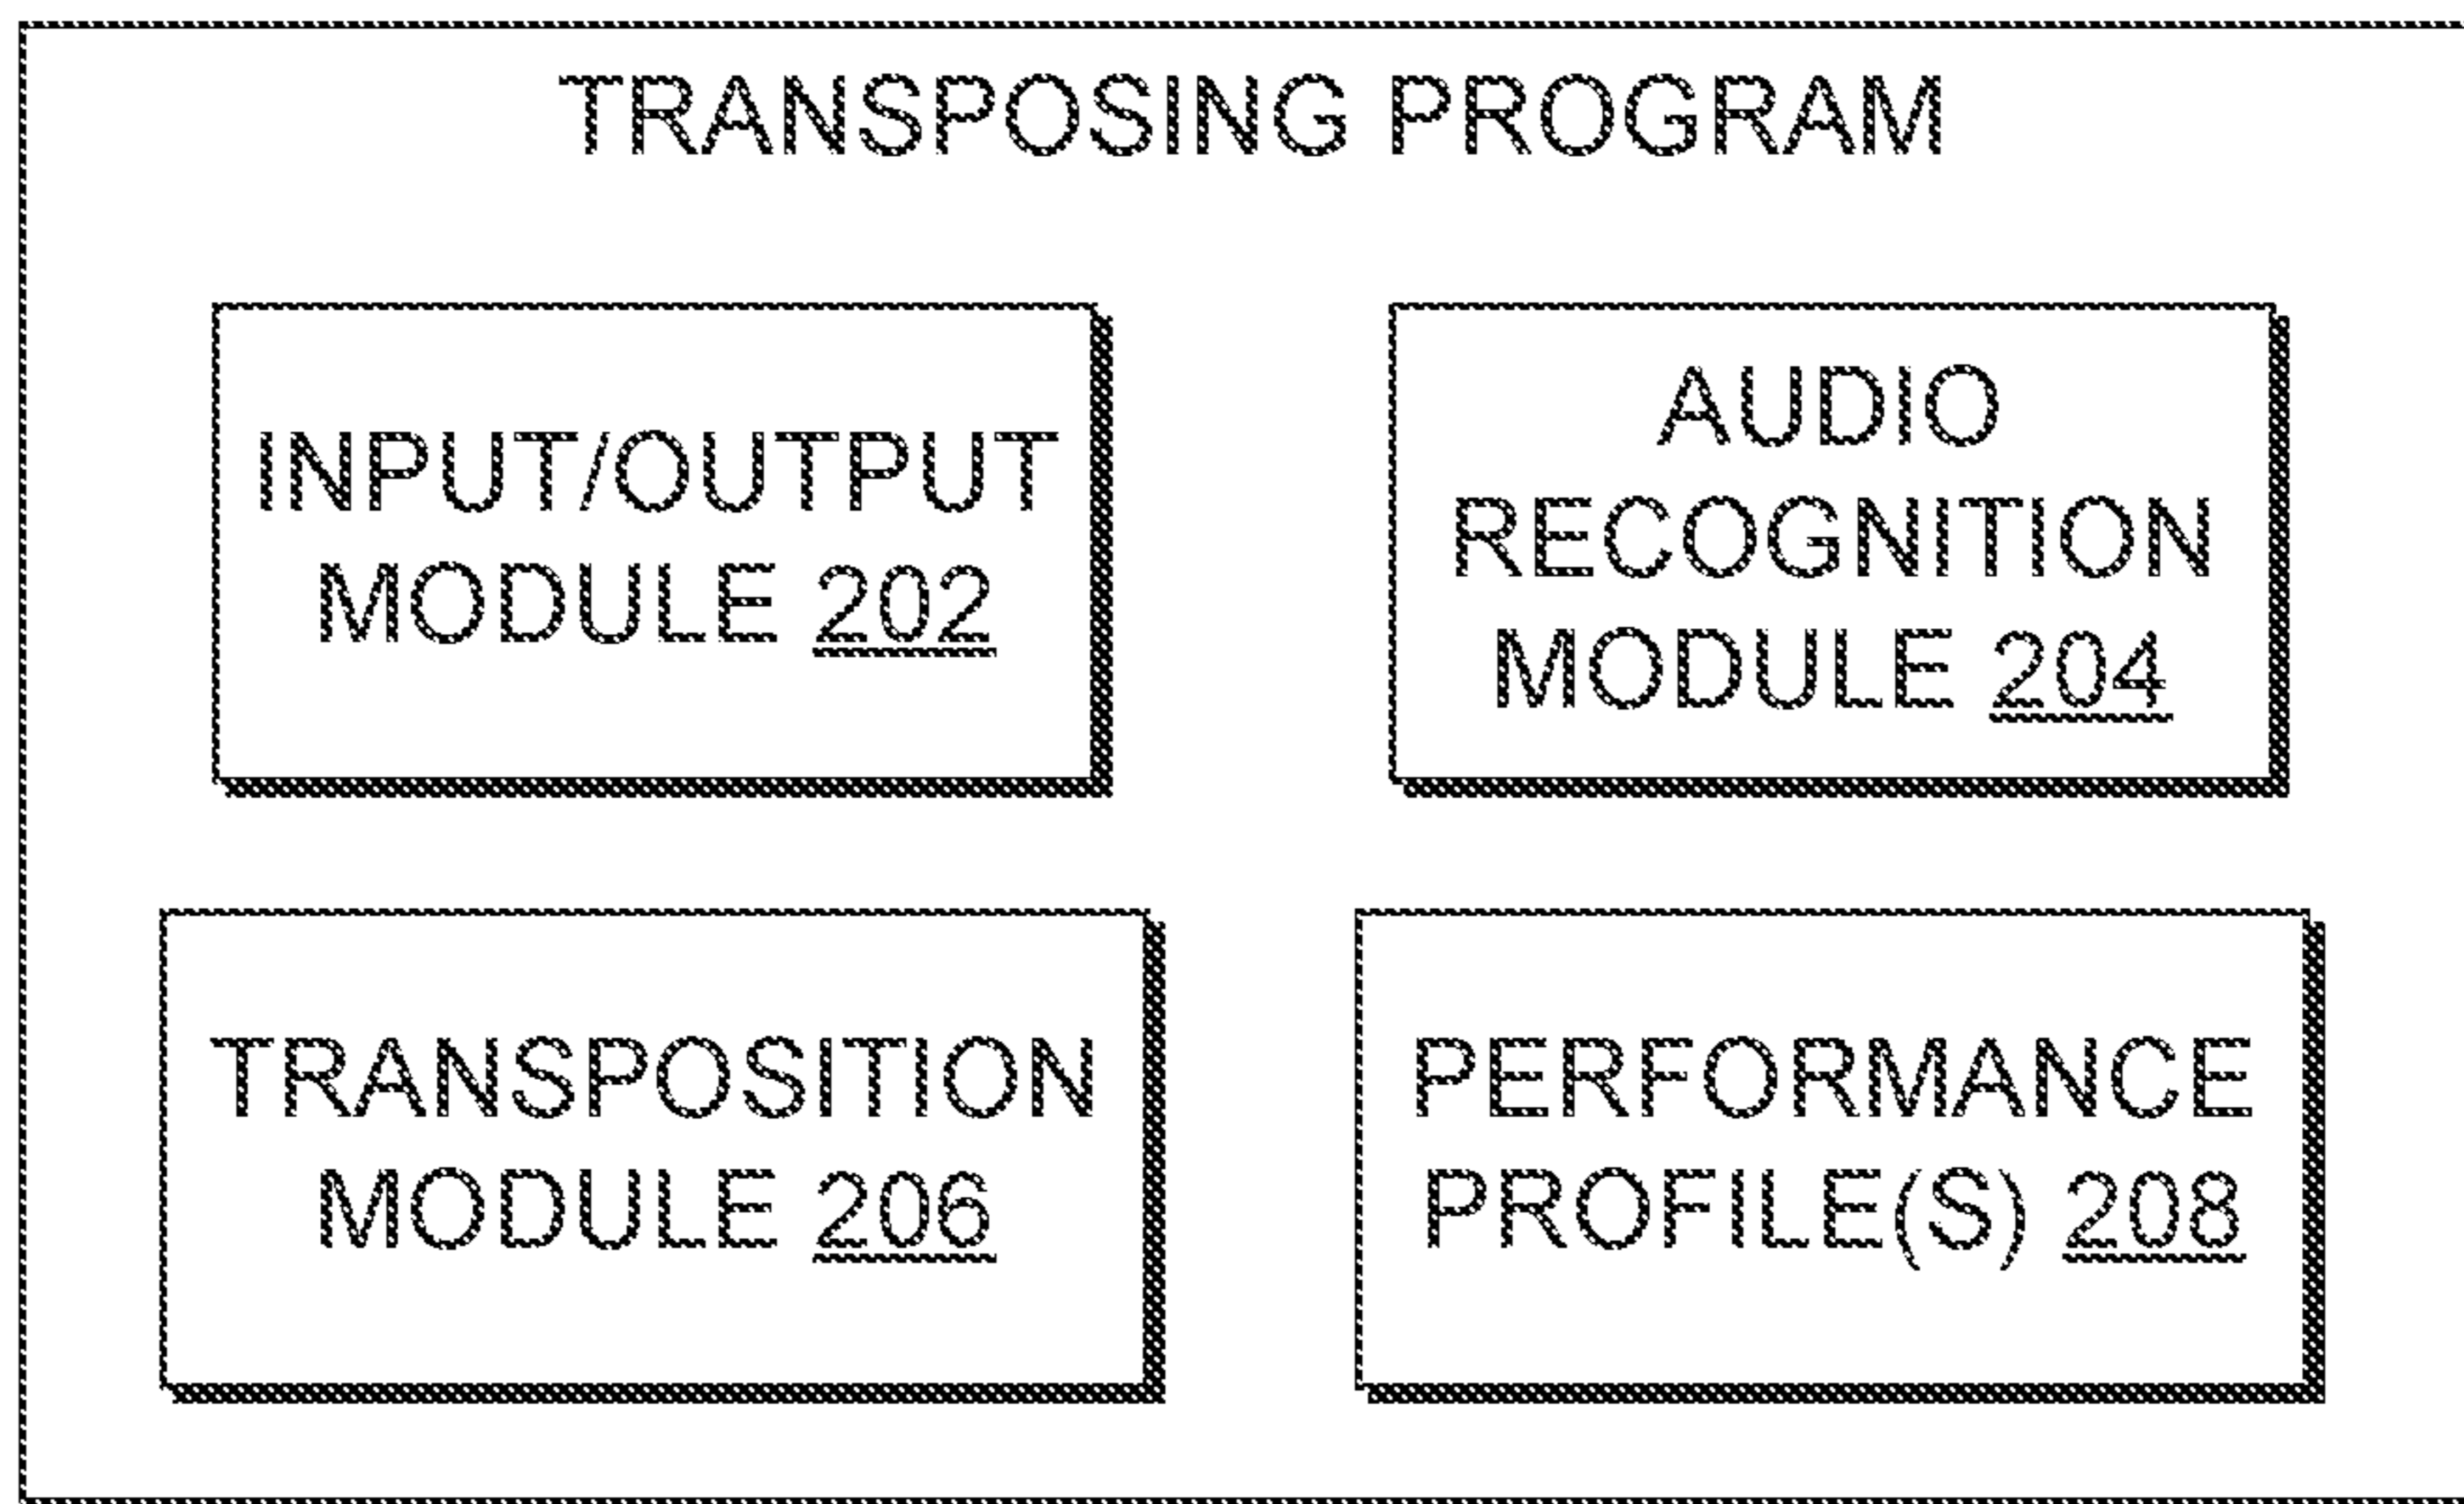 TRANSPOSING PROGRAM
INPUT/OUTPUT
MODULE 202
AUDIO
RECOGNITION
MODULE 204
TRANSPOSITION
MODULE 206
PERFORMANCE
PROFILE(S) 208